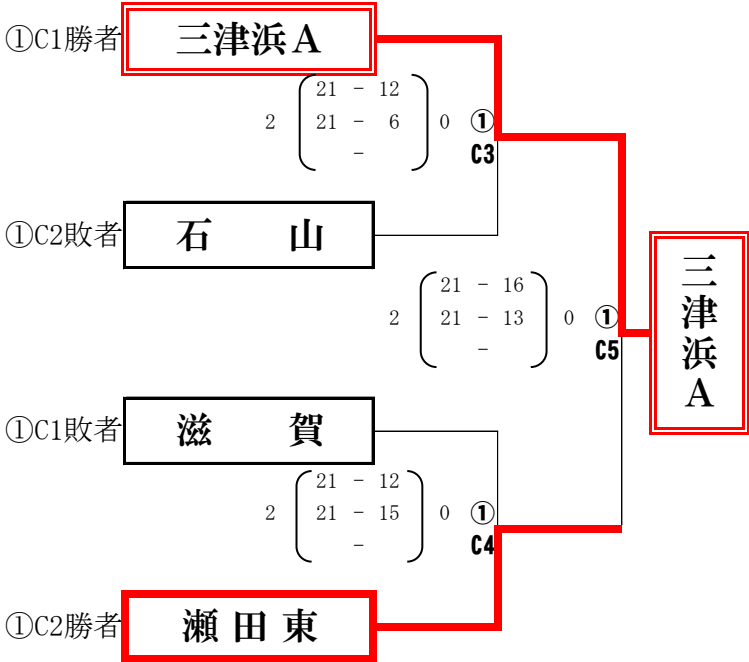 ①C1勝者 三津浜A
21 - 12
2 21 - 6 0 ①
- C3
①C2敗者 石 山
21 - 16
2 21 - 13 0 ①
- C5
三津浜A
①C1敗者 滋 賀
21 - 12
2 21 - 15 0 ①
- C4
①C2勝者 瀬田東